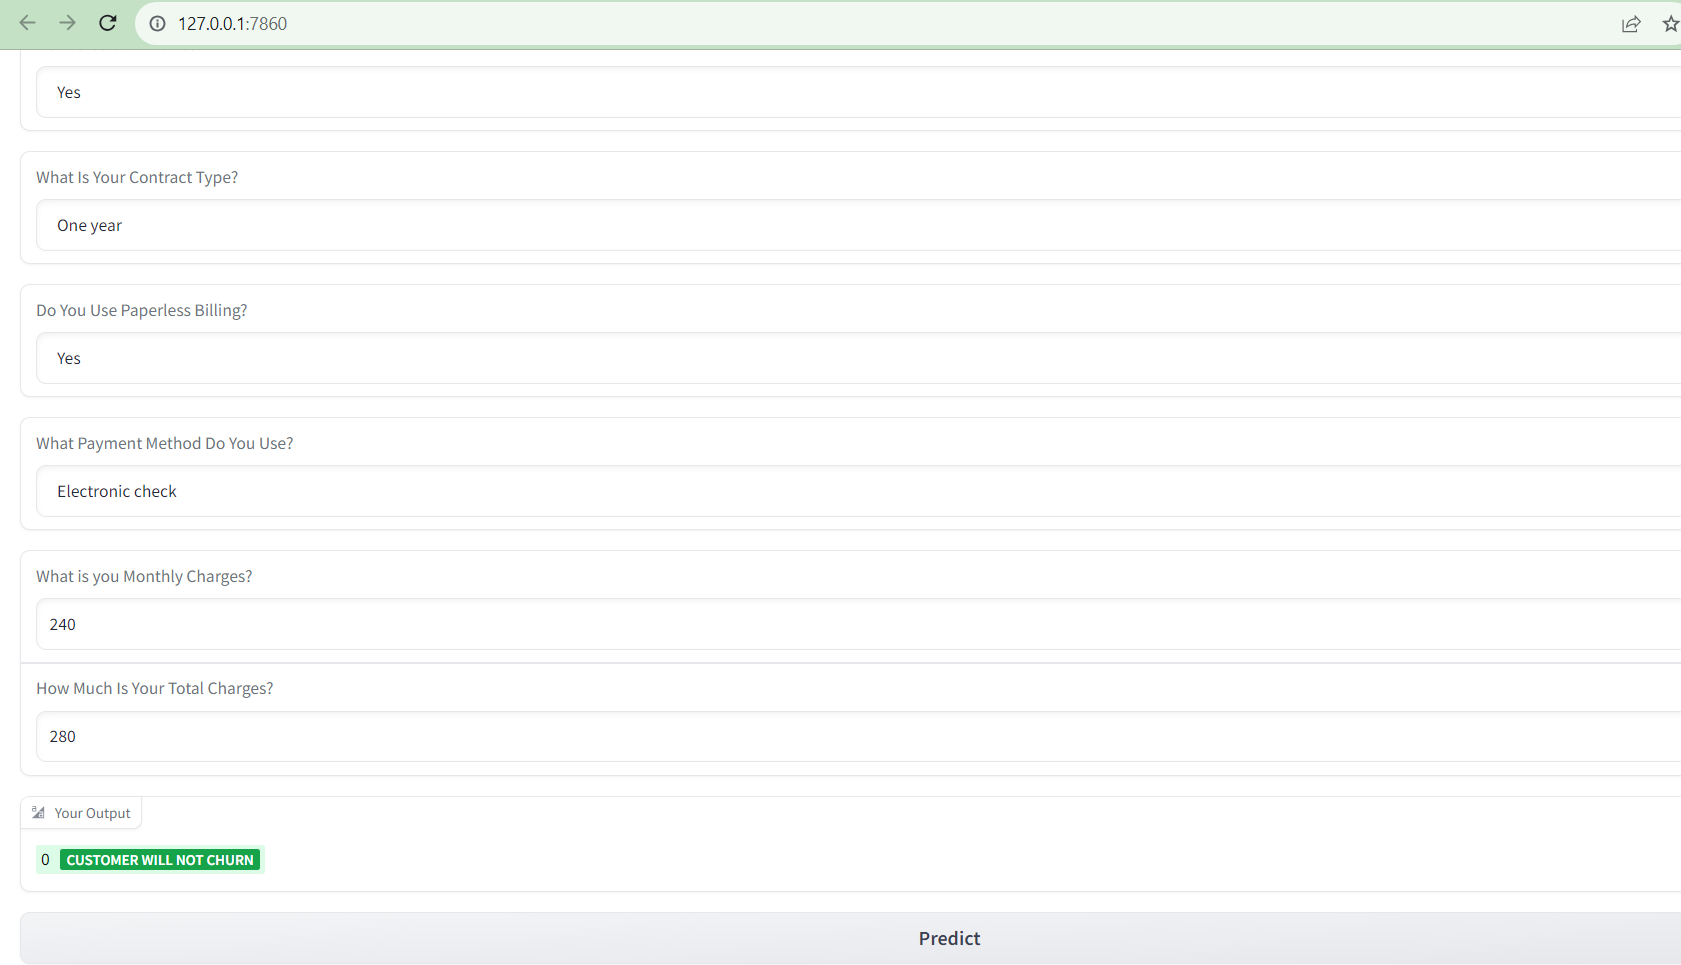 127.0.0.1:7860
Yes
What Is Your Contract Type?
One year
Do You Use Paperless Billing?
Yes
What Payment Method Do You Use?
Electronic check
What is you Monthly Charges?
240
How Much Is Your Total Charges?
280
Your Output
0 CUSTOMER WILL NOT CHURN
Predict